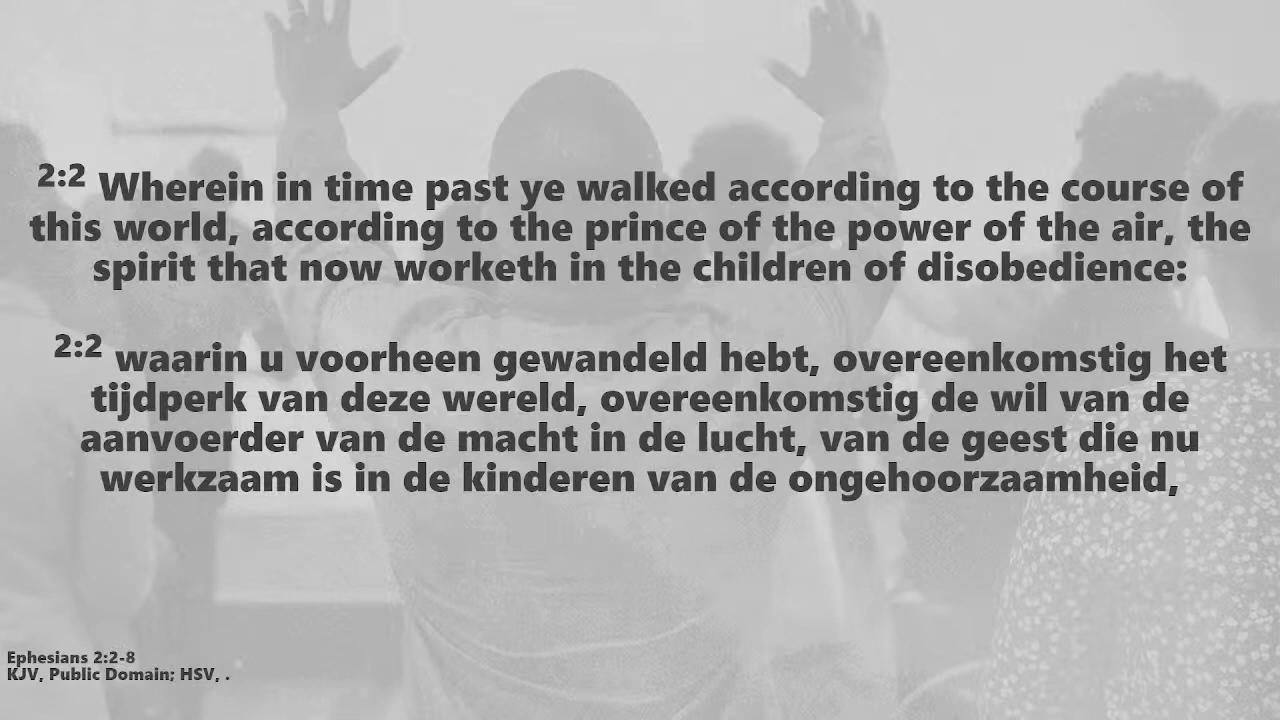 2:2 Wherein in time past ye walked according to the course of
this world, according to the prince of the power of the air, the
spirit that now worketh in the children of disobedience:
2:2 waarin u voorheen gewandeld hebt, overeenkomstig het
tijdperk van deze wereld, overeenkomstig de wil van de
aanvoerder van de macht in de lucht, van de geest die nu
werkzaam is in de kinderen van de ongehoorzaamheid,
Ephesians 2:2-8
KJV, Public Domain; HSV, .